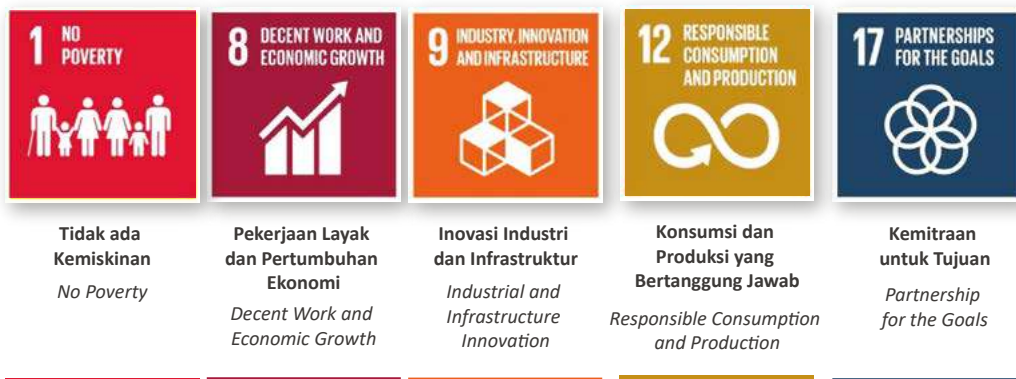 1 NO
POVERTY
8 DECENT WORK AND
ECONOMIC GROWTH
9 INDUSTRY, INNOVATION
AND INFRASTRUCTURE
12 RESPONSIBLE
CONSUMPTION
AND PRODUCTION
17 PARTNERSHIPS
FOR THE GOALS
Tidak ada
Kemiskinan
No Poverty
Pekerjaan Layak
dan Pertumbuhan
Ekonomi
Decent Work and
Economic Growth
Inovasi Industri
dan Infrastruktur
Industrial and
Infrastructure
Innovation
Konsumsi dan
Produksi yang
Bertanggung Jawab
Responsible Consumption
and Production
Kemitraan
untuk Tujuan
Partnership
for the Goals